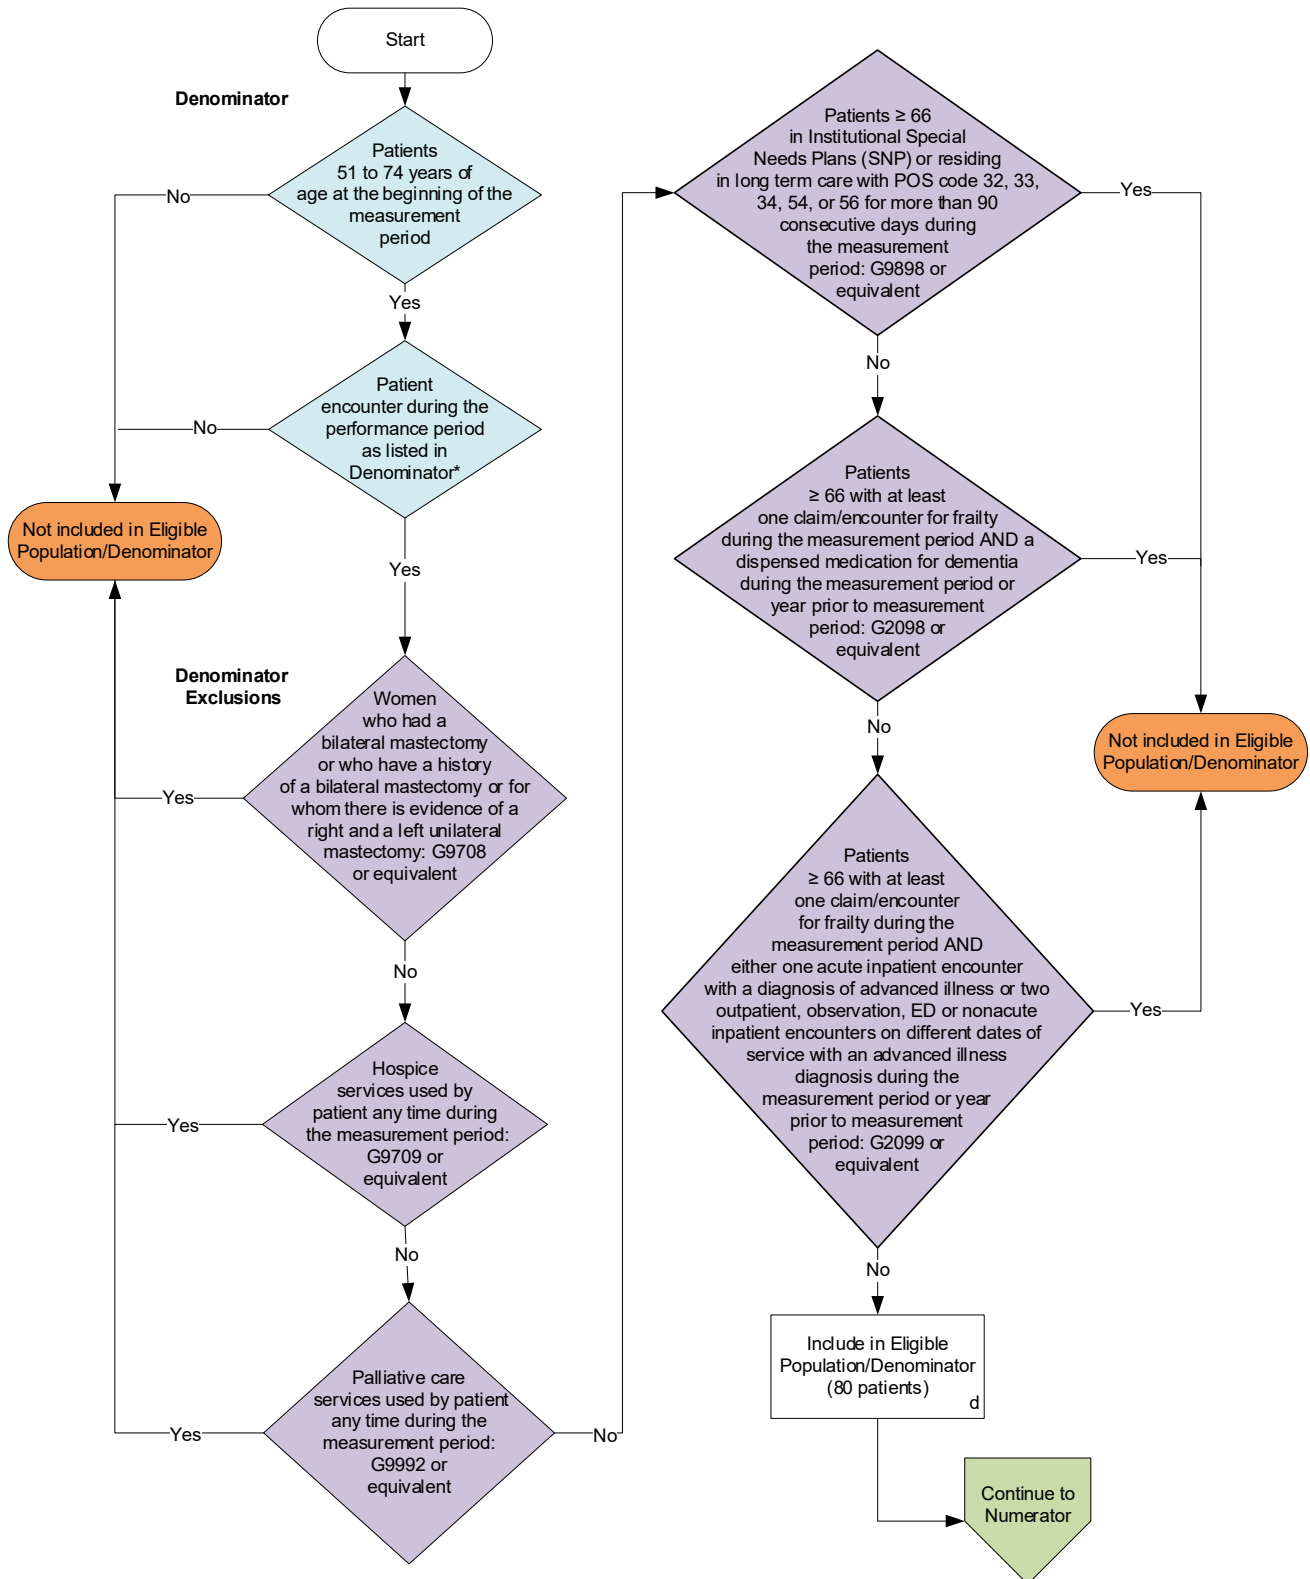 Start
Denominator
Patients
51 to 74 years of
age at the beginning of the
measurement
period
No
Yes
Patient
encounter during the
performance period
as listed in
Denominator*
No
Not included in Eligible
Population/Denominator
Yes
Denominator
Exclusions
Women
who had a
bilateral mastectomy
or who have a history
of a bilateral mastectomy or for
whom there is evidence of a
right and a left unilateral
mastectomy: G9708
or equivalent
Yes
No
Hospice
services used by
patient any time during
the measurement period:
G9709 or
equivalent
Yes
No
Palliative care
services used by patient
any time during the
measurement period:
G9992 or
equivalent
Yes
No
Patients ≥ 66
in Institutional Special
Needs Plans (SNP) or residing
in long term care with POS code 32, 33,
34, 54, or 56 for more than 90
consecutive days during
the measurement
period: G9898 or
equivalent
Yes
No
Patients
≥ 66 with at least
one claim/encounter for frailty
during the measurement period AND a
dispensed medication for dementia
during the measurement period or
year prior to measurement
period: G2098 or
equivalent
Yes
No
Not included in Eligible
Population/Denominator
Patients
≥ 66 with at least
one claim/encounter
for frailty during the
measurement period AND
either one acute inpatient encounter
with a diagnosis of advanced illness or two
outpatient, observation, ED or nonacute
inpatient encounters on different dates of
service with an advanced illness
diagnosis during the
measurement period or year
prior to measurement
period: G2099 or
equivalent
Yes
No
Include in Eligible
Population/Denominator
(80 patients)
d
Continue to
Numerator